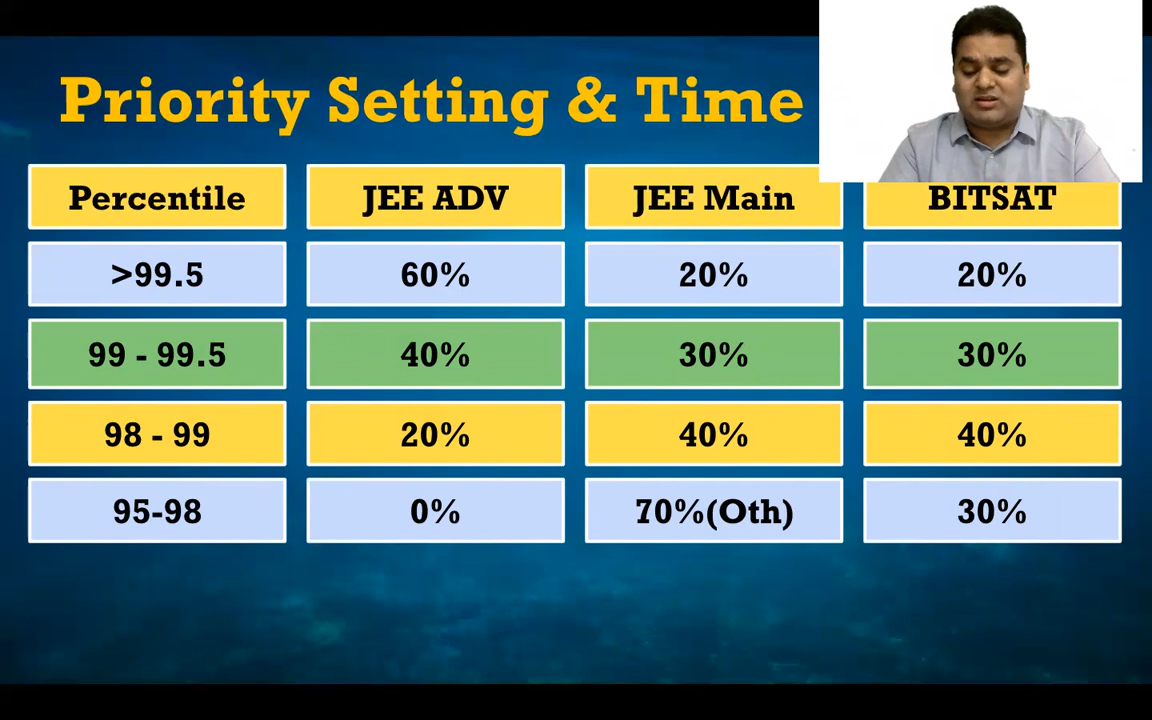 Priority Setting & Time
Percentile JEE ADV JEE Main BITSAT
>99.5 60% 20% 20%
99 - 99.5 40% 30% 30%
98 - 99 20% 40% 40%
95-98 0% 70%(Oth) 30%